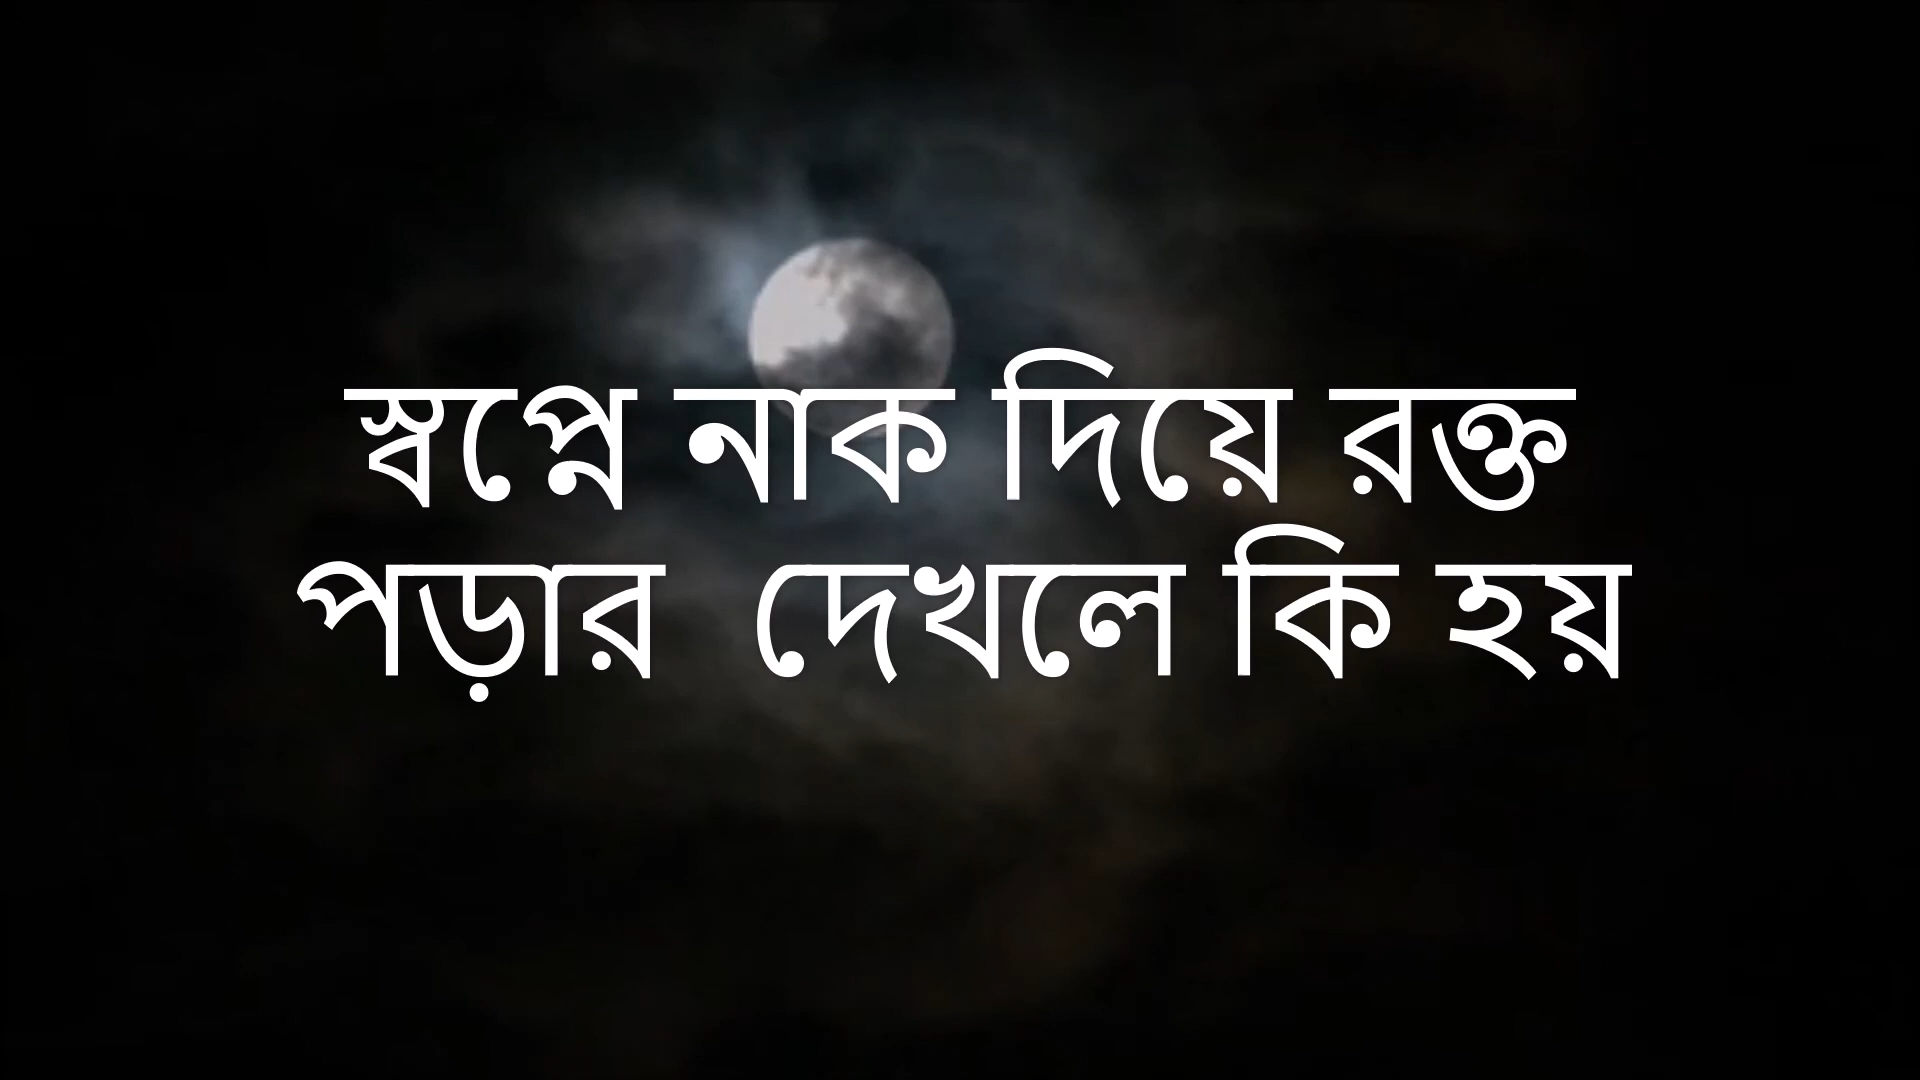 স্বপ্নে নাক দিয়ে রক্ত
পড়ার  দেখলে কি হয়